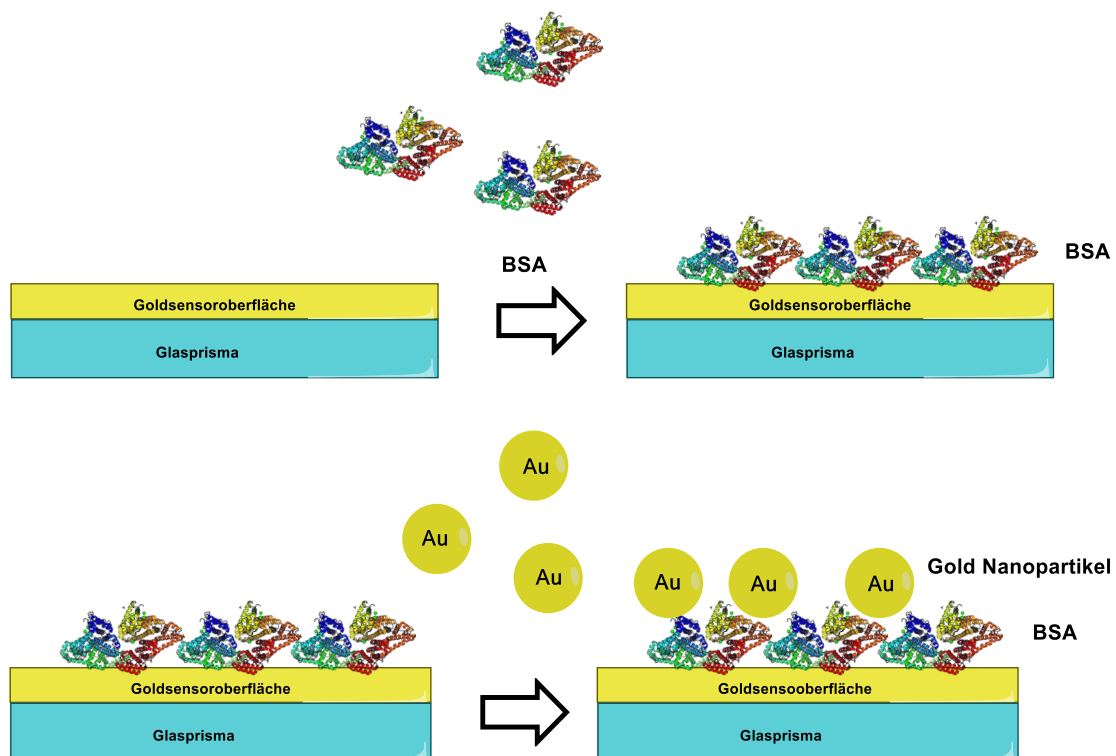 BSA
BSA
Goldsensoroberfläche
Goldsensoroberfläche
Glasprisma
Glasprisma
Au
Au
Au
Au
Au
Au
Gold Nanopartikel
BSA
Goldsensoroberfläche
Goldsensooberfläche
Glasprisma
Glasprisma